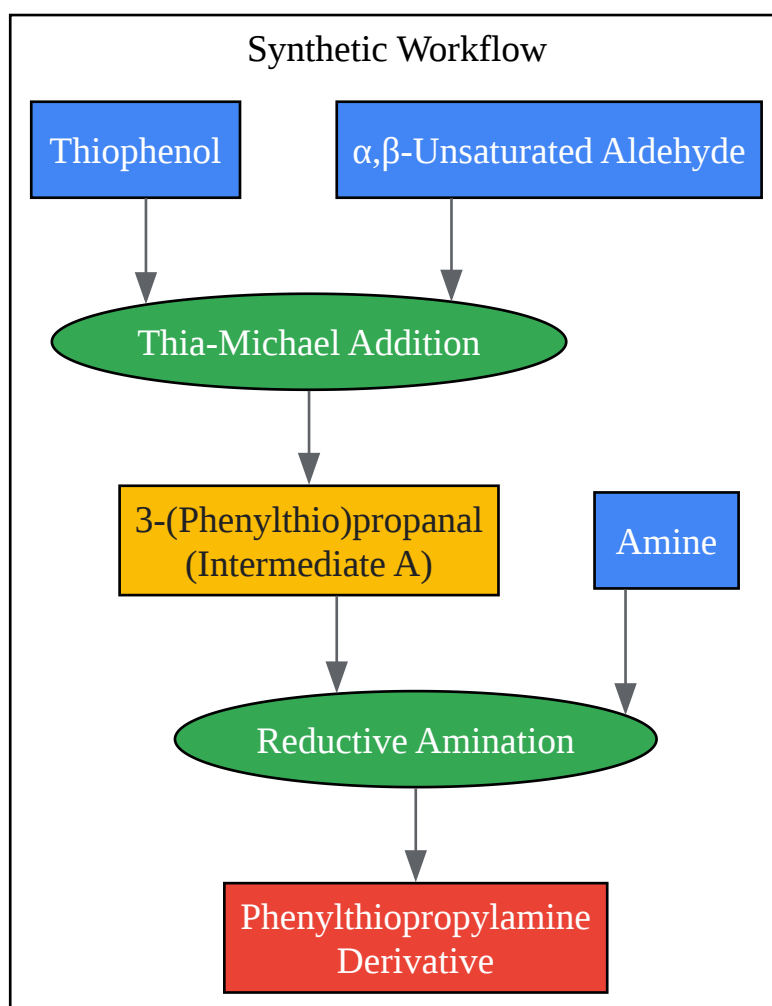 Synthetic Workflow
Thiophenol
α,β-Unsaturated Aldehyde
Thia-Michael Addition
3-(Phenylthio)propanal
(Intermediate A)
Amine
Reductive Amination
Phenylthiopropylamine
Derivative